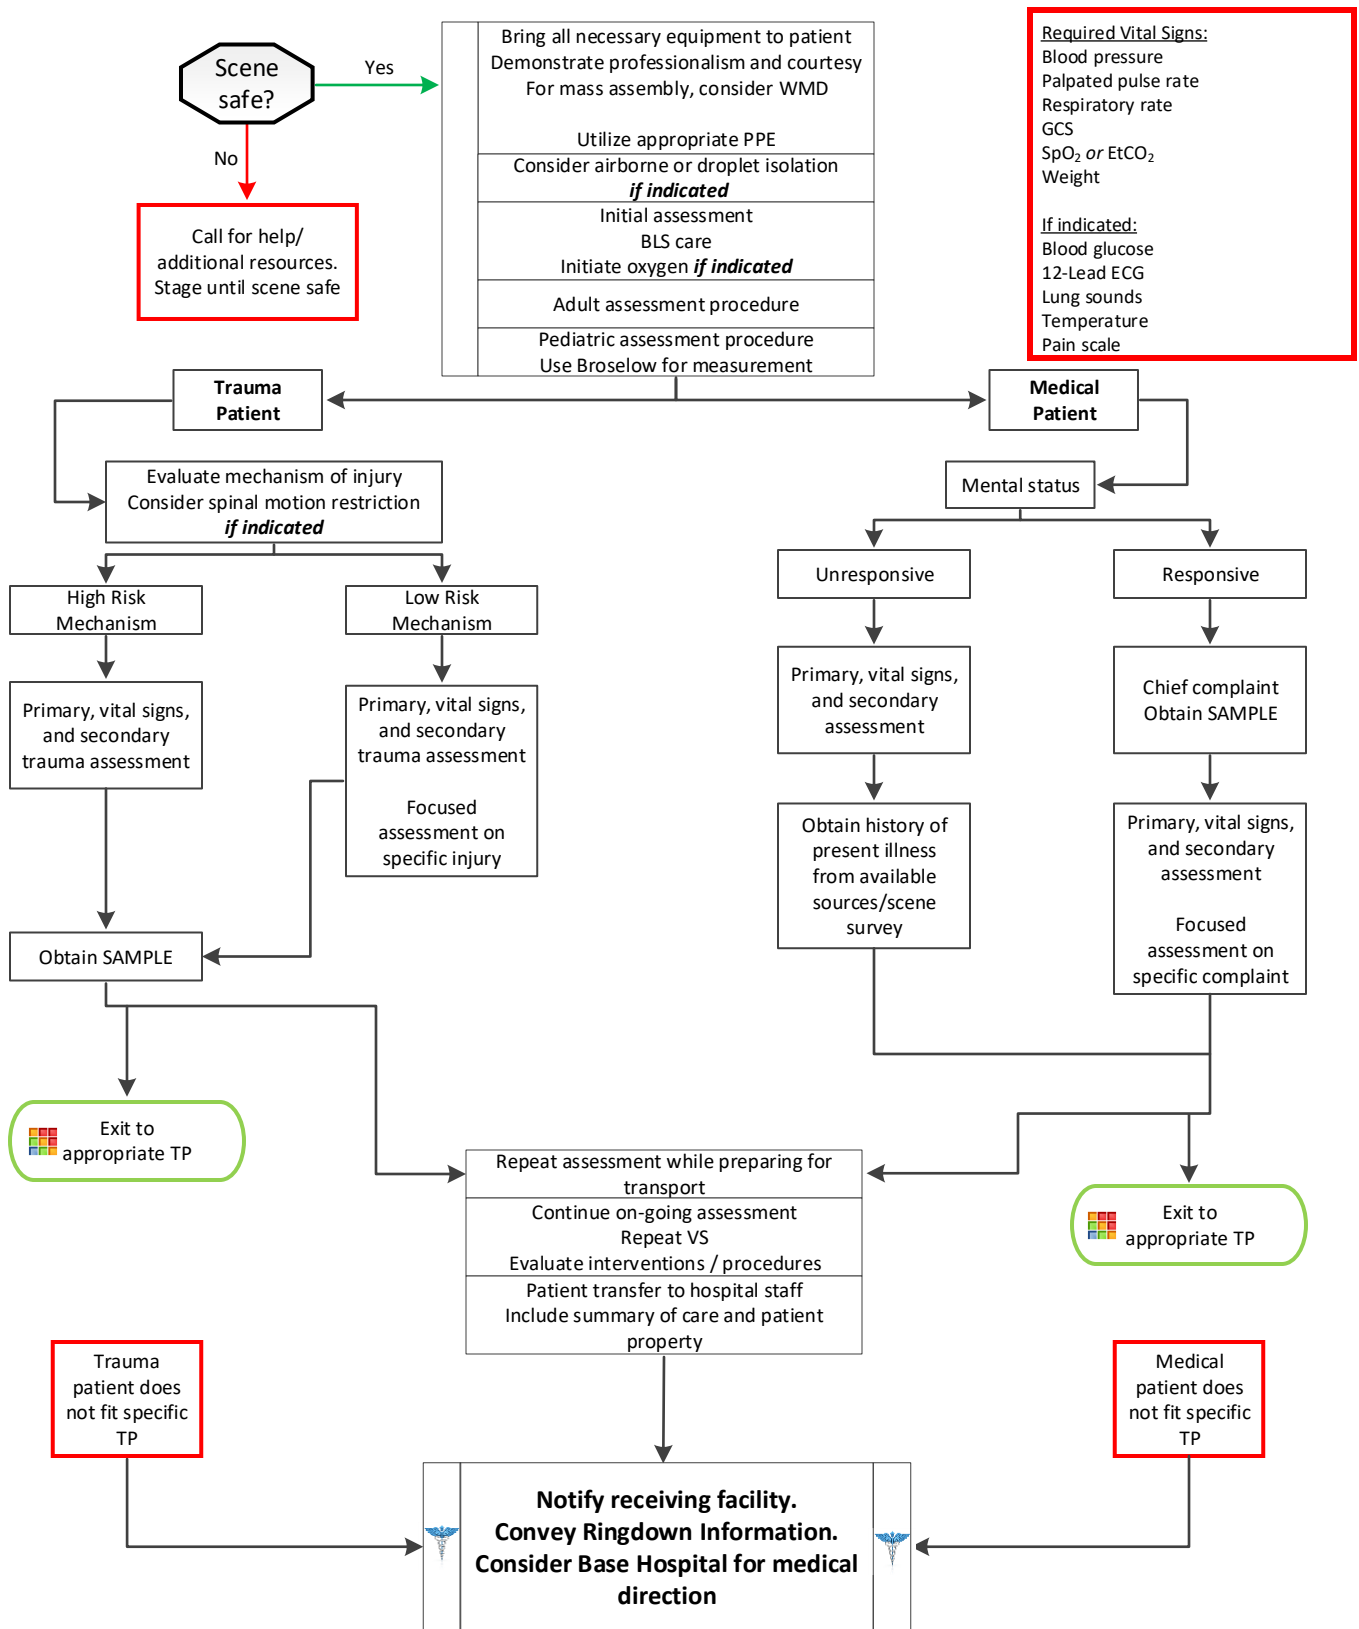 Scene
safe?
Yes
No
Call for help/
additional resources.
Stage until scene safe
Bring all necessary equipment to patient
Demonstrate professionalism and courtesy
For mass assembly, consider WMD
Utilize appropriate PPE
Consider airborne or droplet isolation
if indicated
Initial assessment
BLS care
Initiate oxygen if indicated
Adult assessment procedure
Pediatric assessment procedure
Use Broselow for measurement
Required Vital Signs:
Blood pressure
Palpated pulse rate
Respiratory rate
GCS
SpO₂ or EtCO₂
Weight
If indicated:
Blood glucose
12-Lead ECG
Lung sounds
Temperature
Pain scale
Trauma
Patient
Medical
Patient
Evaluate mechanism of injury
Consider spinal motion restriction
if indicated
High Risk
Mechanism
Low Risk
Mechanism
Primary, vital signs,
and secondary
trauma assessment
Primary, vital signs,
and secondary
trauma assessment
Focused
assessment on
specific injury
Obtain SAMPLE
Exit to
appropriate TP
Mental status
Unresponsive
Responsive
Primary, vital signs,
and secondary
assessment
Chief complaint
Obtain SAMPLE
Obtain history of
present illness
from available
sources/scene
survey
Primary, vital signs,
and secondary
assessment
Focused
assessment on
specific complaint
Exit to
appropriate TP
Repeat assessment while preparing for
transport
Continue on-going assessment
Repeat VS
Evaluate interventions / procedures
Patient transfer to hospital staff
Include summary of care and patient
property
Trauma
patient does
not fit specific
TP
Medical
patient does
not fit specific
TP
Notify receiving facility.
Convey Ringdown Information.
Consider Base Hospital for medical
direction